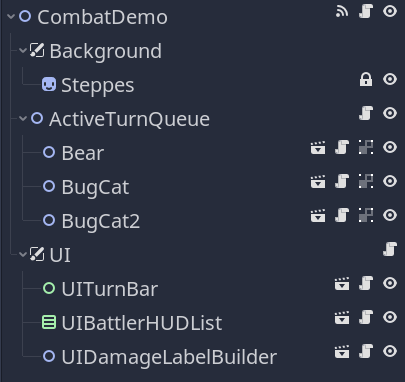 CombatDemo
Background
Steppes
ActiveTurnQueue
Bear
BugCat
BugCat2
UI
UITurnBar
UIBattlerHUDList
UIDamageLabelBuilder